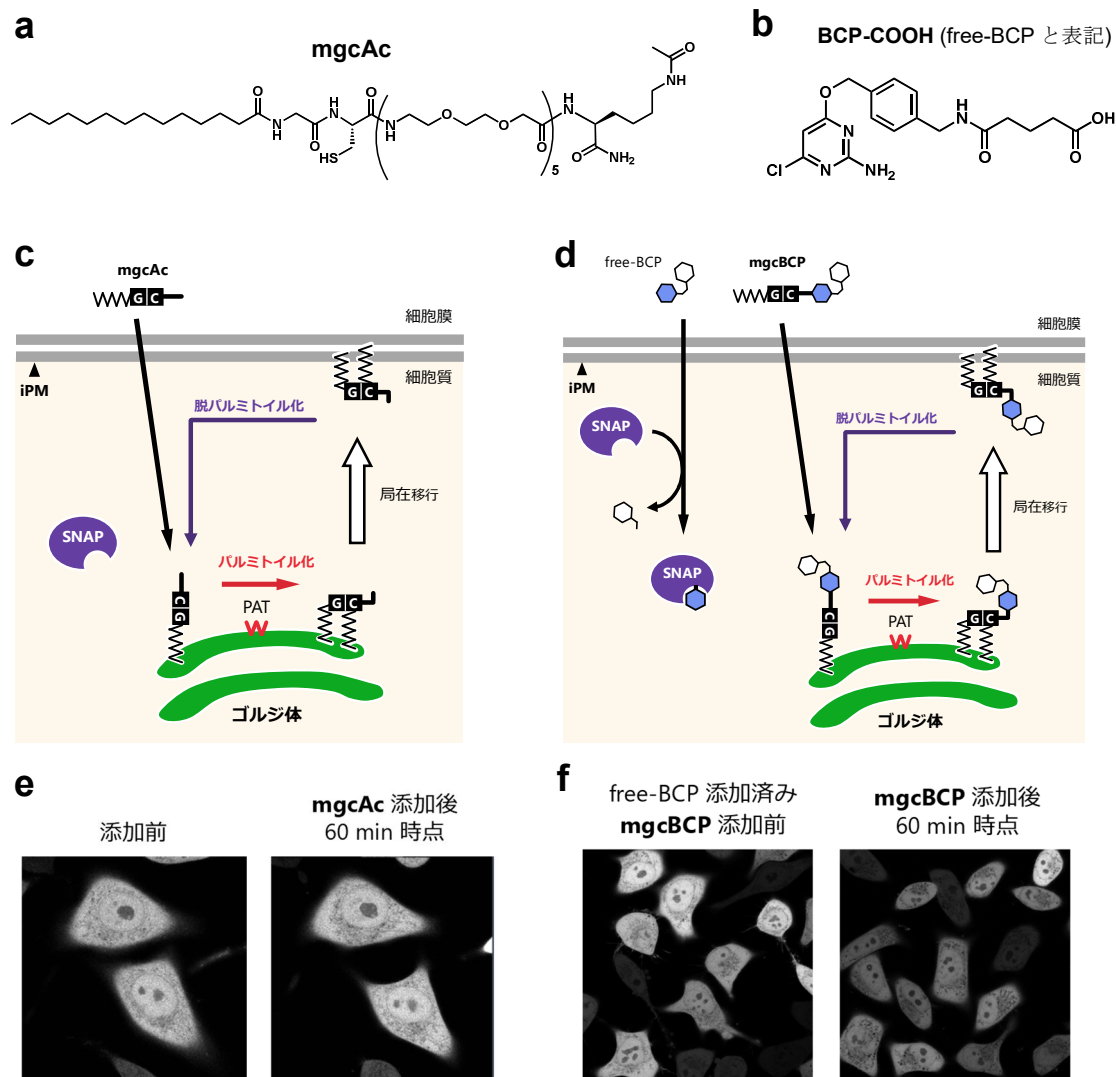 a
mgcAc
O
N
H
H
N
O
HS
O
N
H
O
O
O
5
H
N
O
NH2
NH
O
b
BCP-COOH (free-BCP と表記)
O
N
N
Cl
NH2
H
N
O
O
OH
c
mgcAc
G C
細胞膜
iPM
細胞質
G C
脱パルミトイル化
局在移行
SNAP
パルミトイル化
C G
PAT
G C
ゴルジ体
d
free-BCP
mgcBCP
G C
細胞膜
iPM
細胞質
G C
SNAP
脱パルミトイル化
局在移行
SNAP
パルミトイル化
C G
PAT
G C
ゴルジ体
e
添加前
mgcAc 添加後
60 min 時点
f
free-BCP 添加済み
mgcBCP 添加前
mgcBCP 添加後
60 min 時点